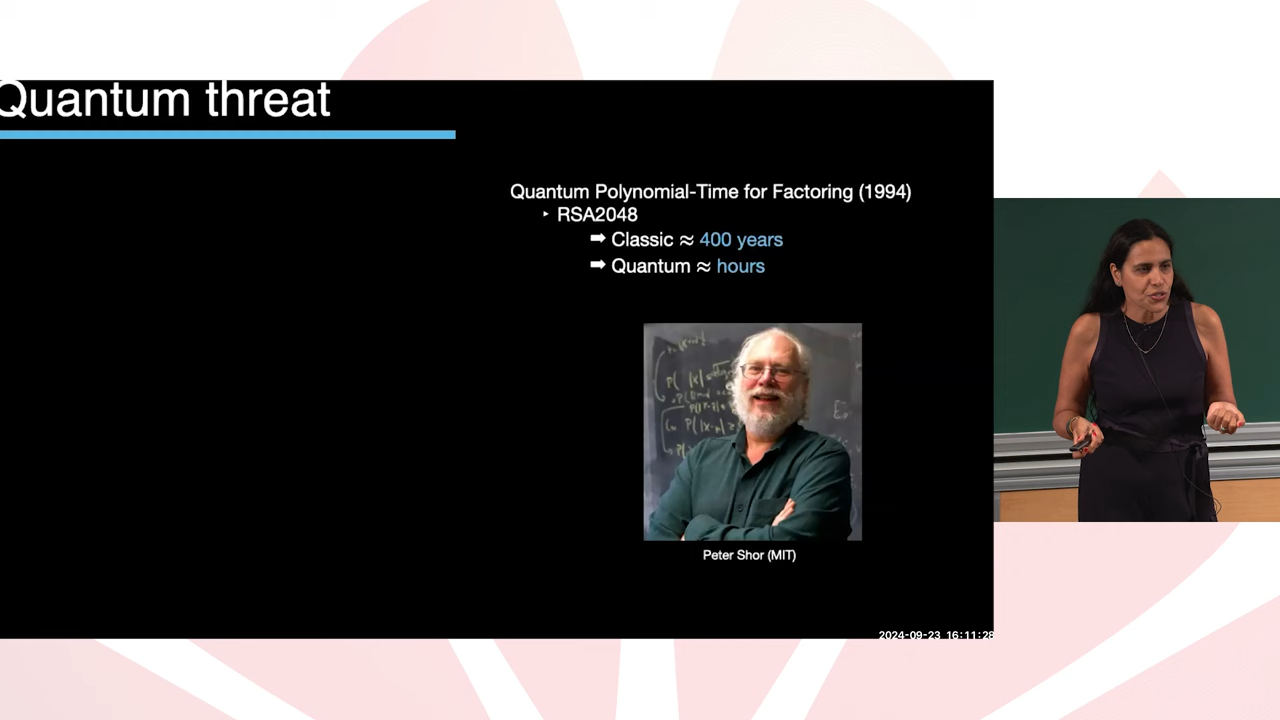 Quantum threat
Quantum Polynomial-Time for Factoring (1994)
‣ RSA2048
➡ Classic ≈ 400 years
➡ Quantum ≈ hours
Peter Shor (MIT)
2024-09-23 16:11:28